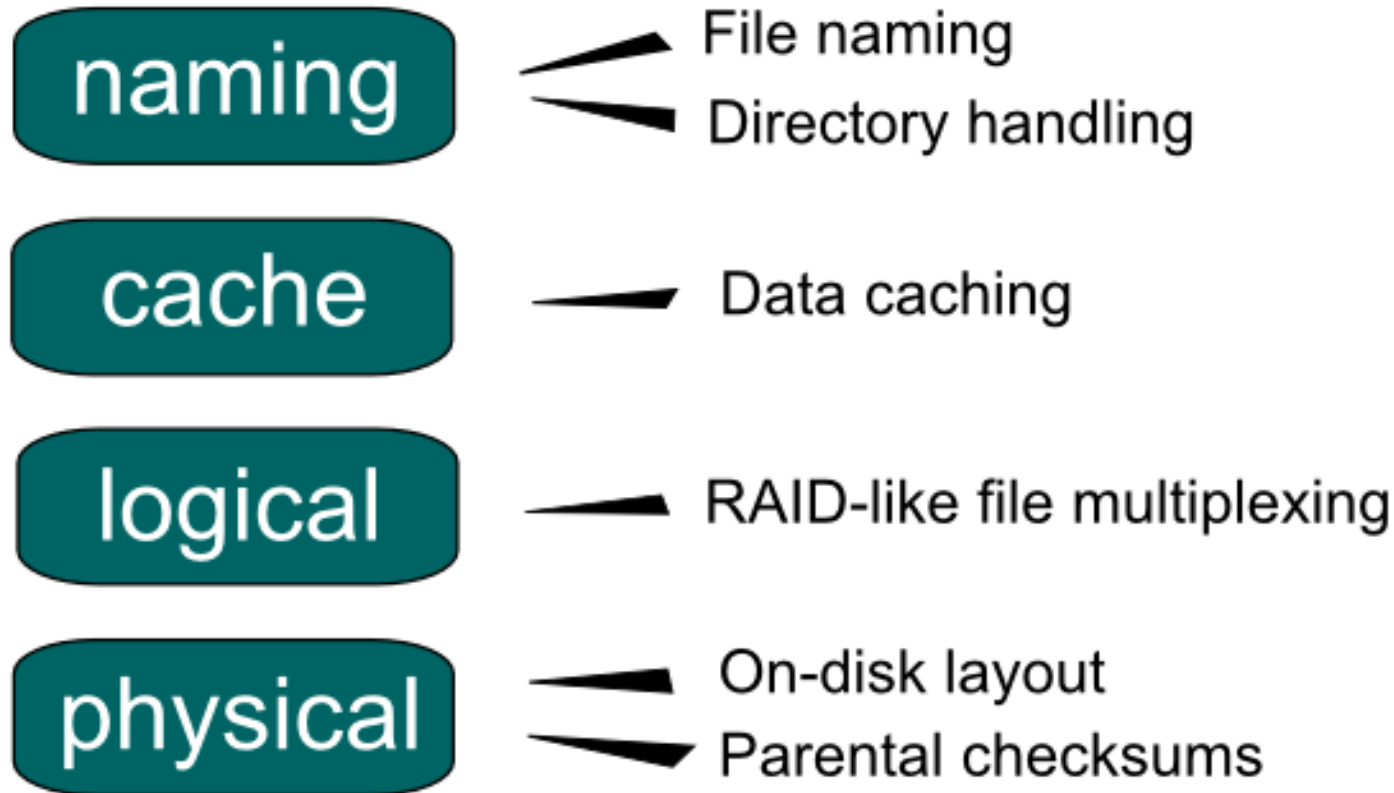 naming
File naming
Directory handling
cache
Data caching
logical
RAID-like file multiplexing
physical
On-disk layout
Parental checksums